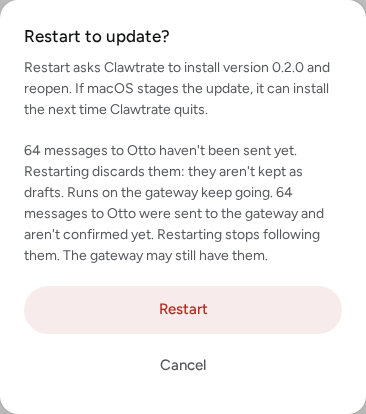 Restart to update?
Restart asks Clawtrate to install version 0.2.0 and
reopen. If macOS stages the update, it can install
the next time Clawtrate quits.
64 messages to Otto haven't been sent yet.
Restarting discards them: they aren't kept as
drafts. Runs on the gateway keep going. 64
messages to Otto were sent to the gateway and
aren't confirmed yet. Restarting stops following
them. The gateway may still have them.
Restart
Cancel